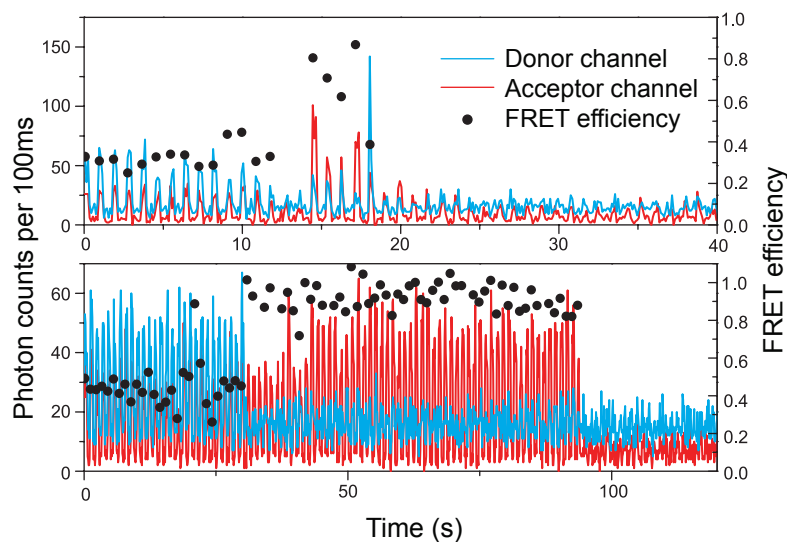 150
100
50
0
1.0
0.8
0.6
0.4
0.2
0.0
Donor channel
Acceptor channel
FRET efficiency
0 10 20 30 40
Photon counts per 100ms
FRET efficiency
60
40
20
0
1.0
0.8
0.6
0.4
0.2
0.0
0 50 100
Time (s)